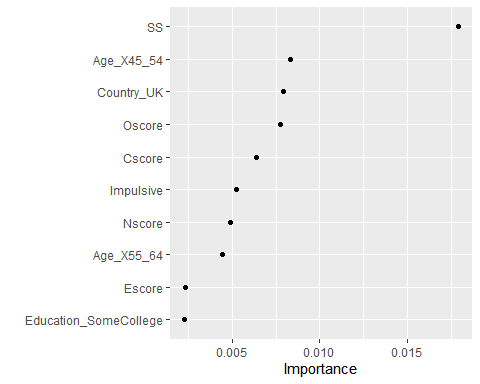 SS
Age_X45_54
Country_UK
Oscore
Cscore
Impulsive
Nscore
Age_X55_64
Escore
Education_SomeCollege
0.005 0.010 0.015
Importance